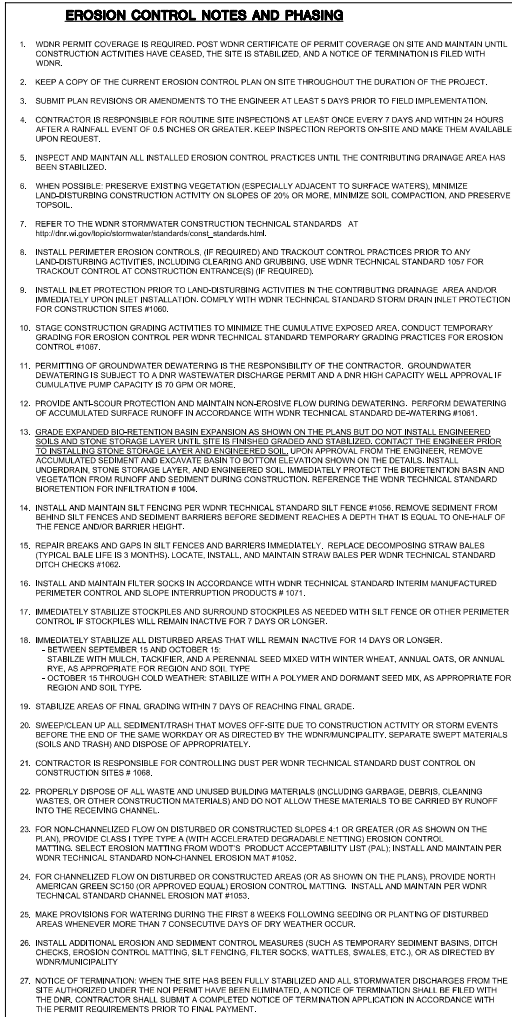 EROSION CONTROL NOTES AND PHASING
1. WDNR PERMIT COVERAGE IS REQUIRED. POST WDNR CERTIFICATE OF PERMIT COVERAGE ON SITE AND MAINTAIN UNTIL
CONSTRUCTION ACTIVITIES HAVE CEASED, THE SITE IS STABILIZED, AND A NOTICE OF TERMINATION IS FILED WITH
WDNR.
2. KEEP A COPY OF THE CURRENT EROSION CONTROL PLAN ON SITE THROUGHOUT THE DURATION OF THE PROJECT.
3. SUBMIT PLAN REVISIONS OR AMENDMENTS TO THE ENGINEER AT LEAST 5 DAYS PRIOR TO FIELD IMPLEMENTATION.
4. CONTRACTOR IS RESPONSIBLE FOR ROUTINE SITE INSPECTIONS AT LEAST ONCE EVERY 7 DAYS AND WITHIN 24 HOURS
AFTER A RAINFALL EVENT OF 0.5 INCHES OR GREATER. KEEP INSPECTION REPORTS ON-SITE AND MAKE THEM AVAILABLE
UPON REQUEST.
5. INSPECT AND MAINTAIN ALL INSTALLED EROSION CONTROL PRACTICES UNTIL THE CONTRIBUTING DRAINAGE AREA HAS
BEEN STABILIZED.
6. WHEN POSSIBLE: PRESERVE EXISTING VEGETATION (ESPECIALLY ADJACENT TO SURFACE WATERS), MINIMIZE
LAND-DISTURBING CONSTRUCTION ACTIVITY ON SLOPES OF 20% OR MORE, MINIMIZE SOIL COMPACTION, AND PRESERVE
TOPSOIL.
7. REFER TO THE WDNR STORMWATER CONSTRUCTION TECHNICAL STANDARDS AT
http://dnr.wi.gov/topic/stormwater/standards/const_standards.html.
8. INSTALL PERIMETER EROSION CONTROLS, (IF REQUIRED) AND TRACKOUT CONTROL PRACTICES PRIOR TO ANY
LAND-DISTURBING ACTIVITIES, INCLUDING CLEARING AND GRUBBING. USE WDNR TECHNICAL STANDARD 1057 FOR
TRACKOUT CONTROL AT CONSTRUCTION ENTRANCE(S) (IF REQUIRED).
9. INSTALL INLET PROTECTION PRIOR TO LAND-DISTURBING ACTIVITIES IN THE CONTRIBUTING DRAINAGE AREA AND/OR
IMMEDIATELY UPON INLET INSTALLATION. COMPLY WITH WDNR TECHNICAL STANDARD STORM DRAIN INLET PROTECTION
FOR CONSTRUCTION SITES #1060.
10. STAGE CONSTRUCTION GRADING ACTIVITIES TO MINIMIZE THE CUMULATIVE EXPOSED AREA. CONDUCT TEMPORARY
GRADING FOR EROSION CONTROL PER WDNR TECHNICAL STANDARD TEMPORARY GRADING PRACTICES FOR EROSION
CONTROL #1067.
11. PERMITTING OF GROUNDWATER DEWATERING IS THE RESPONSIBILITY OF THE CONTRACTOR. GROUNDWATER
DEWATERING IS SUBJECT TO A DNR WASTEWATER DISCHARGE PERMIT AND A DNR HIGH CAPACITY WELL APPROVAL IF
CUMULATIVE PUMP CAPACITY IS 70 GPM OR MORE.
12. PROVIDE ANTI-SCOUR PROTECTION AND MAINTAIN NON-EROSIVE FLOW DURING DEWATERING. PERFORM DEWATERING
OF ACCUMULATED SURFACE RUNOFF IN ACCORDANCE WITH WDNR TECHNICAL STANDARD DE-WATERING #1061.
13. GRADE EXPANDED BIO-RETENTION BASIN EXPANSION AS SHOWN ON THE PLANS BUT DO NOT INSTALL ENGINEERED
SOILS AND STONE STORAGE LAYER UNTIL SITE IS FINISHED GRADED AND STABILIZED. CONTACT THE ENGINEER PRIOR
TO INSTALLING STONE STORAGE LAYER AND ENGINEERED SOIL. UPON APPROVAL FROM THE ENGINEER, REMOVE
ACCUMULATED SEDIMENT AND EXCAVATE BASIN TO BOTTOM ELEVATION SHOWN ON THE DETAILS. INSTALL
UNDERDRAIN, STONE STORAGE LAYER, AND ENGINEERED SOIL. IMMEDIATELY PROTECT THE BIORETENTION BASIN AND
VEGETATION FROM RUNOFF AND SEDIMENT DURING CONSTRUCTION. REFERENCE THE WDNR TECHNICAL STANDARD
BIORETENTION FOR INFILTRATION # 1004.
14. INSTALL AND MAINTAIN SILT FENCING PER WDNR TECHNICAL STANDARD SILT FENCE #1056. REMOVE SEDIMENT FROM
BEHIND SILT FENCES AND SEDIMENT BARRIERS BEFORE SEDIMENT REACHES A DEPTH THAT IS EQUAL TO ONE-HALF OF
THE FENCE AND/OR BARRIER HEIGHT.
15. REPAIR BREAKS AND GAPS IN SILT FENCES AND BARRIERS IMMEDIATELY. REPLACE DECOMPOSING STRAW BALES
(TYPICAL BALE LIFE IS 3 MONTHS). LOCATE, INSTALL, AND MAINTAIN STRAW BALES PER WDNR TECHNICAL STANDARD
DITCH CHECKS #1062.
16. INSTALL AND MAINTAIN FILTER SOCKS IN ACCORDANCE WITH WDNR TECHNICAL STANDARD INTERIM MANUFACTURED
PERIMETER CONTROL AND SLOPE INTERRUPTION PRODUCTS # 1071.
17. IMMEDIATELY STABILIZE STOCKPILES AND SURROUND STOCKPILES AS NEEDED WITH SILT FENCE OR OTHER PERIMETER
CONTROL IF STOCKPILES WILL REMAIN INACTIVE FOR 7 DAYS OR LONGER.
18. IMMEDIATELY STABILIZE ALL DISTURBED AREAS THAT WILL REMAIN INACTIVE FOR 14 DAYS OR LONGER.
- BETWEEN SEPTEMBER 15 AND OCTOBER 15:
STABILIZE WITH MULCH, TACKIFIER, AND A PERENNIAL SEED MIXED WITH WINTER WHEAT, ANNUAL OATS, OR ANNUAL
RYE, AS APPROPRIATE FOR REGION AND SOIL TYPE
- OCTOBER 15 THROUGH COLD WEATHER: STABILIZE WITH A POLYMER AND DORMANT SEED MIX, AS APPROPRIATE FOR
REGION AND SOIL TYPE.
19. STABILIZE AREAS OF FINAL GRADING WITHIN 7 DAYS OF REACHING FINAL GRADE.
20. SWEEP/CLEAN UP ALL SEDIMENT/TRASH THAT MOVES OFF-SITE DUE TO CONSTRUCTION ACTIVITY OR STORM EVENTS
BEFORE THE END OF THE SAME WORKDAY OR AS DIRECTED BY THE WDNR/MUNCIPALITY. SEPARATE SWEPT MATERIALS
(SOILS AND TRASH) AND DISPOSE OF APPROPRIATELY.
21. CONTRACTOR IS RESPONSIBLE FOR CONTROLLING DUST PER WDNR TECHNICAL STANDARD DUST CONTROL ON
CONSTRUCTION SITES # 1068.
22. PROPERLY DISPOSE OF ALL WASTE AND UNUSED BUILDING MATERIALS (INCLUDING GARBAGE, DEBRIS, CLEANING
WASTES, OR OTHER CONSTRUCTION MATERIALS) AND DO NOT ALLOW THESE MATERIALS TO BE CARRIED BY RUNOFF
INTO THE RECEIVING CHANNEL.
23. FOR NON-CHANNELIZED FLOW ON DISTURBED OR CONSTRUCTED SLOPES 4:1 OR GREATER (OR AS SHOWN ON THE
PLAN), PROVIDE CLASS I TYPE TYPE A (WITH ACCELERATED DEGRADABLE NETTING) EROSION CONTROL
MATTING. SELECT EROSION MATTING FROM WDOT'S PRODUCT ACCEPTABILITY LIST (PAL); INSTALL AND MAINTAIN PER
WDNR TECHNICAL STANDARD NON-CHANNEL EROSION MAT #1052.
24. FOR CHANNELIZED FLOW ON DISTURBED OR CONSTRUCTED AREAS (OR AS SHOWN ON THE PLANS), PROVIDE NORTH
AMERICAN GREEN SC150 (OR APPROVED EQUAL) EROSION CONTROL MATTING. INSTALL AND MAINTAIN PER WDNR
TECHNICAL STANDARD CHANNEL EROSION MAT #1053.
25. MAKE PROVISIONS FOR WATERING DURING THE FIRST 8 WEEKS FOLLOWING SEEDING OR PLANTING OF DISTURBED
AREAS WHENEVER MORE THAN 7 CONSECUTIVE DAYS OF DRY WEATHER OCCUR.
26. INSTALL ADDITIONAL EROSION AND SEDIMENT CONTROL MEASURES (SUCH AS TEMPORARY SEDIMENT BASINS, DITCH
CHECKS, EROSION CONTROL MATTING, SILT FENCING, FILTER SOCKS, WATTLES, SWALES, ETC.), OR AS DIRECTED BY
WDNR/MUNICIPALITY
27. NOTICE OF TERMINATION: WHEN THE SITE HAS BEEN FULLY STABILIZED AND ALL STORMWATER DISCHARGES FROM THE
SITE AUTHORIZED UNDER THE NOI PERMIT HAVE BEEN ELIMINATED, A NOTICE OF TERMINATION SHALL BE FILED WITH
THE DNR. CONTRACTOR SHALL SUBMIT A COMPLETED NOTICE OF TERMINATION APPLICATION IN ACCORDANCE WITH
THE PERMIT REQUIREMENTS PRIOR TO FINAL PAYMENT.